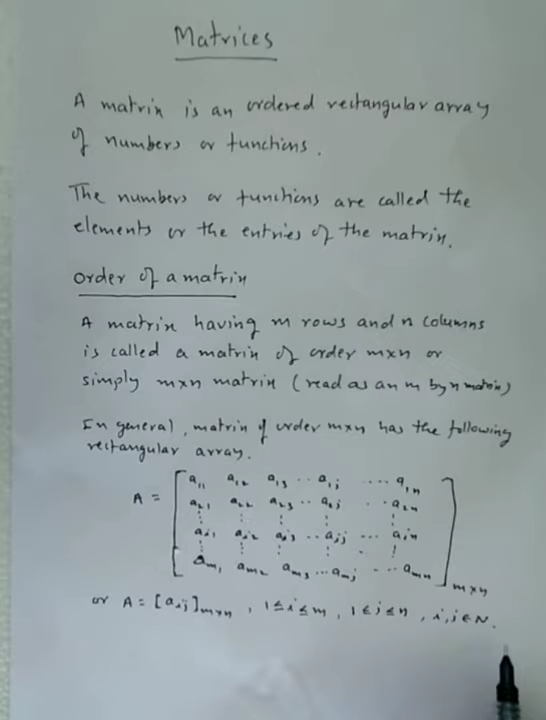 Matrices
A matrix is an ordered rectangular array
of numbers or functions.
The numbers or functions are called the
elements or the entries of the matrix.
Order of a matrix
A matrix having m rows and n columns
is called a matrix of order m×n or
simply m×n matrix (read as an m by n matrix)
In general, matrix of order m×n has the following
rectangular array.
A = [ a₁₁ a₁₂ a₁₃ ·· a₁ⱼ ···· a₁ₙ
a₂₁ a₂₂ a₂₃ ·· a₂ⱼ ·· a₂ₙ
⋮ ⋮ ⋮ ⋮ ⋮
aᵢ₁ aᵢ₂ aᵢ₃ ·· aᵢⱼ ·· aᵢₙ
⋮ ⋮ ⋮ ⋮ ⋮
aₘ₁ aₘ₂ aₘ₃ ... aₘⱼ ··· aₘₙ ]ₘ×ₙ
or A = [aᵢⱼ]ₘ×ₙ , 1≤i≤m, 1≤j≤n , i,j∈N.